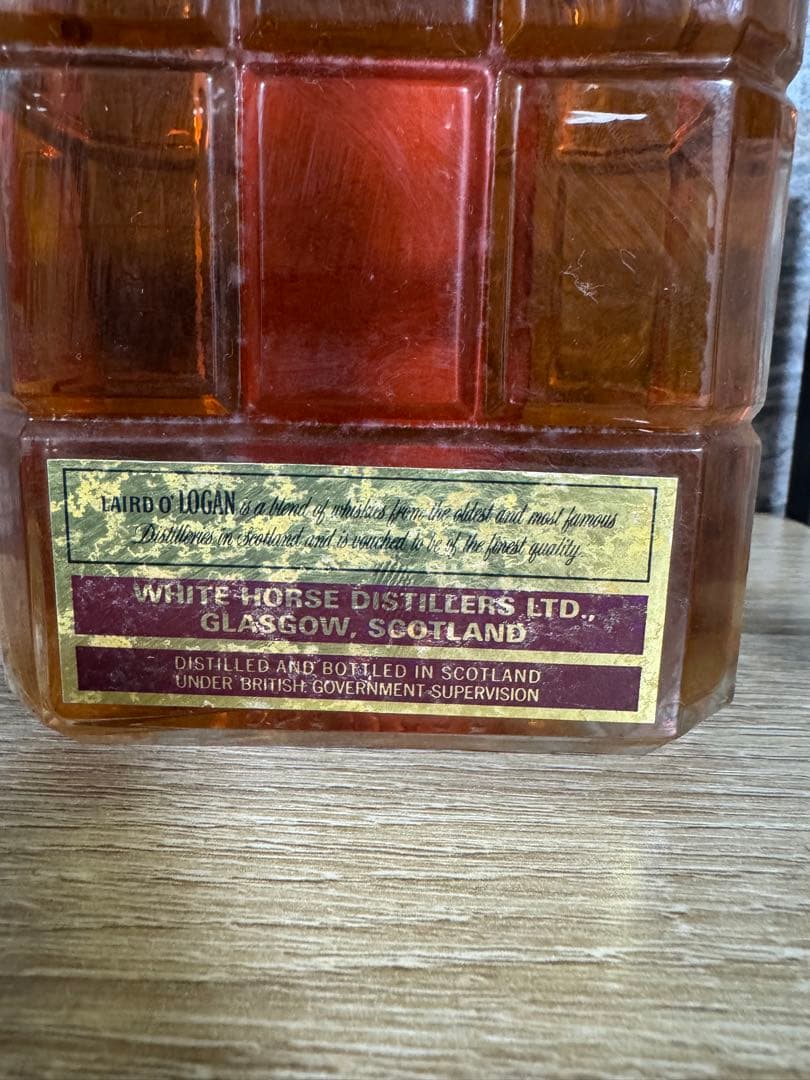 LAIRD O' LOGAN is a blend of whiskies from the oldest and most famous
Distilleries in Scotland and is vouched to be of the finest quality.
WHITE HORSE DISTILLERS LTD.,
GLASGOW, SCOTLAND
DISTILLED AND BOTTLED IN SCOTLAND
UNDER BRITISH GOVERNMENT SUPERVISION